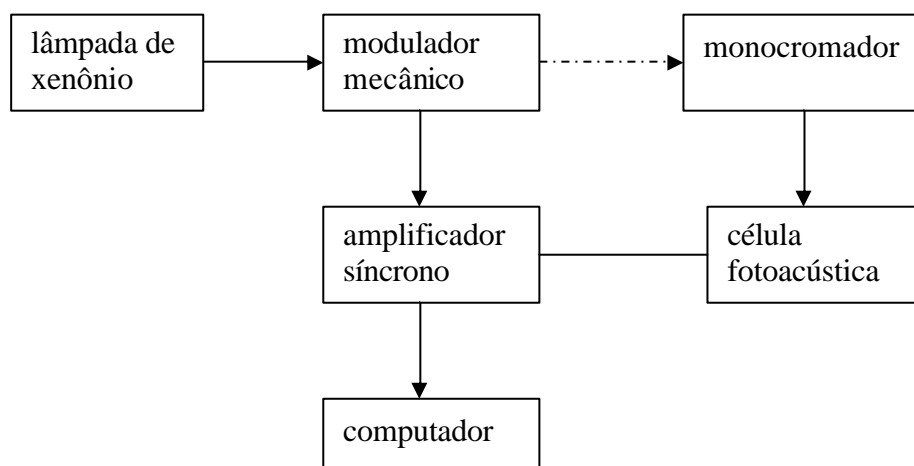 lâmpada de
xenônio
modulador
mecânico
monocromador
amplificador
síncrono
célula
fotoacústica
computador